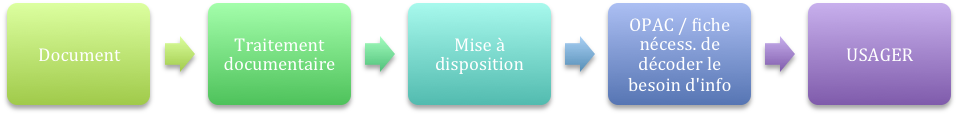 Document
Traitement
documentaire
Mise à
disposition
OPAC / fiche
nécess. de
décoder le
besoin d'info
USAGER